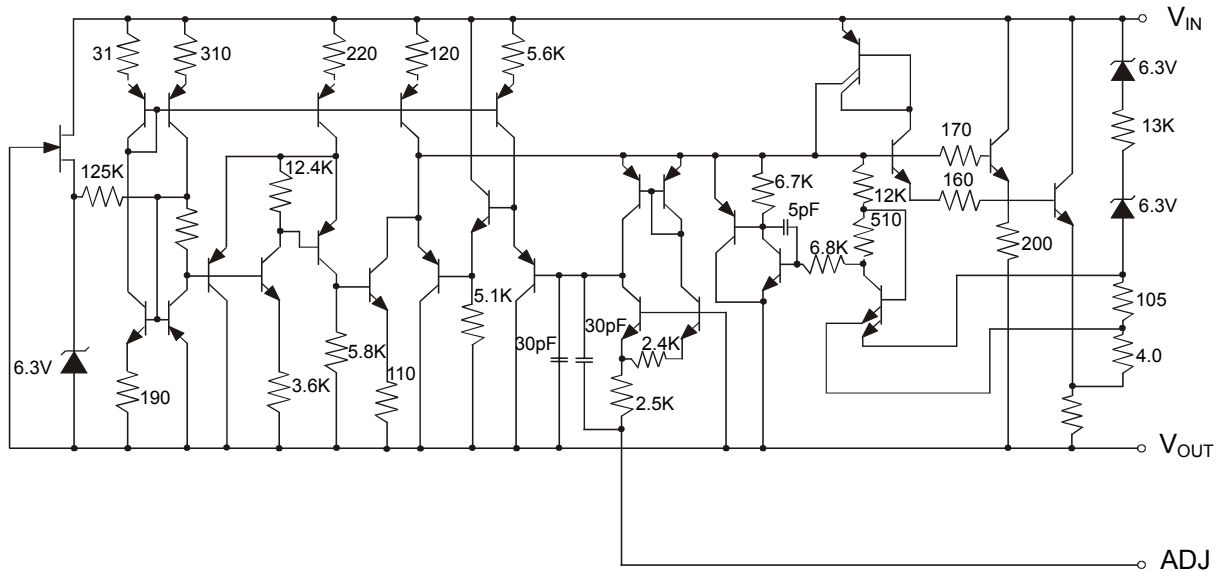 V_IN
31
310
220
120
5.6K
6.3V
13K
170
125K
12.4K
6.7K
12K
160
6.3V
5pF
510
200
6.8K
5.1K
105
30pF
30pF
2.4K
6.3V
5.8K
4.0
190
3.6K
110
2.5K
V_OUT
ADJ